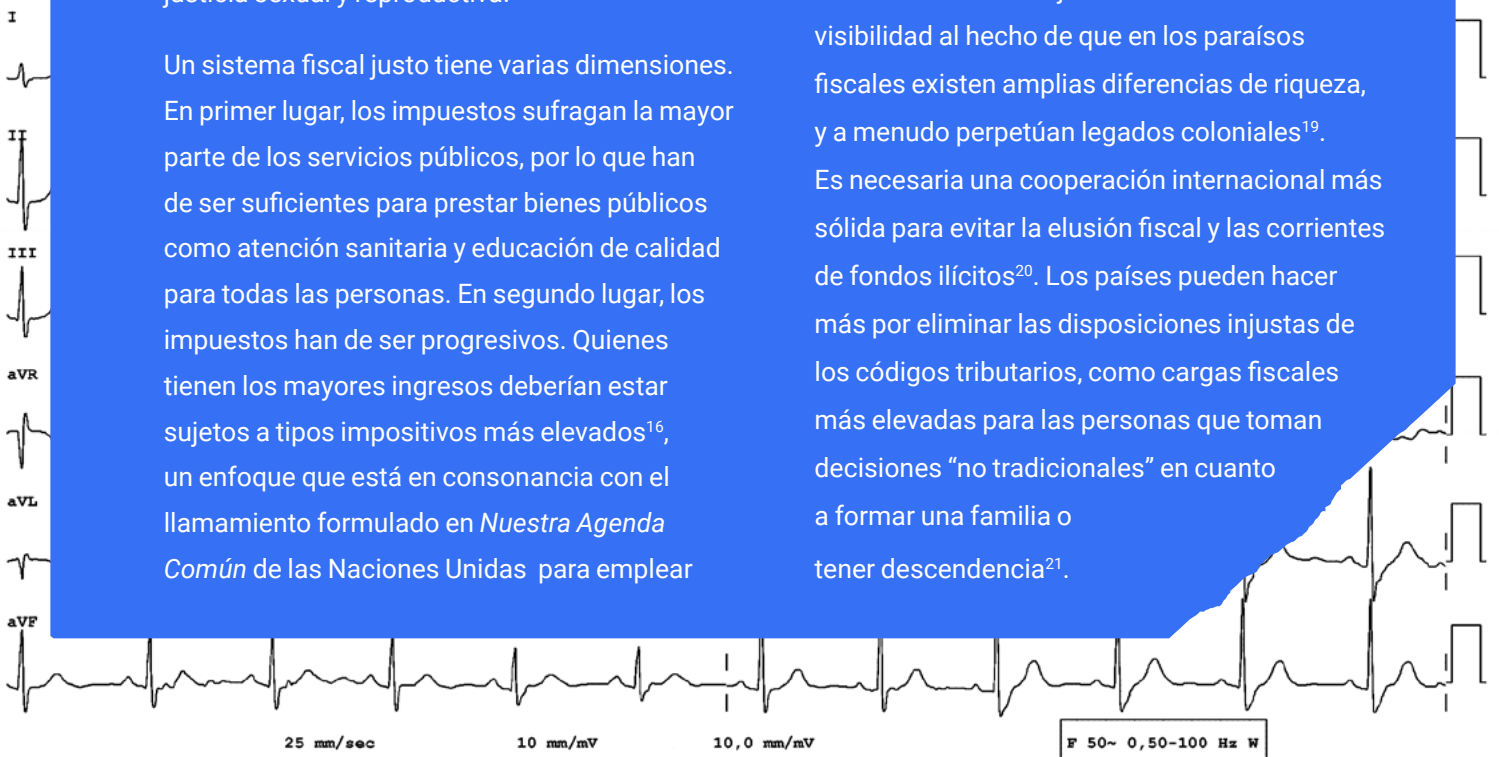 justicia sexual y reproductiva.
Un sistema fiscal justo tiene varias dimensiones.
En primer lugar, los impuestos sufragan la mayor
parte de los servicios públicos, por lo que han
de ser suficientes para prestar bienes públicos
como atención sanitaria y educación de calidad
para todas las personas. En segundo lugar, los
impuestos han de ser progresivos. Quienes
tienen los mayores ingresos deberían estar
sujetos a tipos impositivos más elevados16,
un enfoque que está en consonancia con el
llamamiento formulado en Nuestra Agenda
Común de las Naciones Unidas para emplear
visibilidad al hecho de que en los paraísos
fiscales existen amplias diferencias de riqueza,
y a menudo perpetúan legados coloniales19.
Es necesaria una cooperación internacional más
sólida para evitar la elusión fiscal y las corrientes
de fondos ilícitos20. Los países pueden hacer
más por eliminar las disposiciones injustas de
los códigos tributarios, como cargas fiscales
más elevadas para las personas que toman
decisiones “no tradicionales” en cuanto
a formar una familia o
tener descendencia21.
I
II
III
aVR
aVL
aVF
25 mm/sec
10 mm/mV
10,0 mm/mV
F 50~ 0,50-100 Hz W